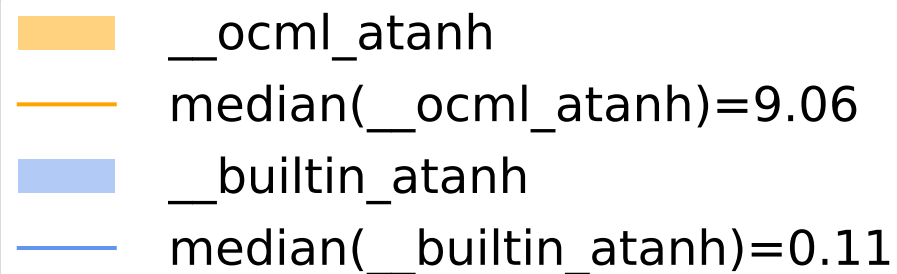 __ocml_atanh
median(__ocml_atanh)=9.06
__builtin_atanh
median(__builtin_atanh)=0.11